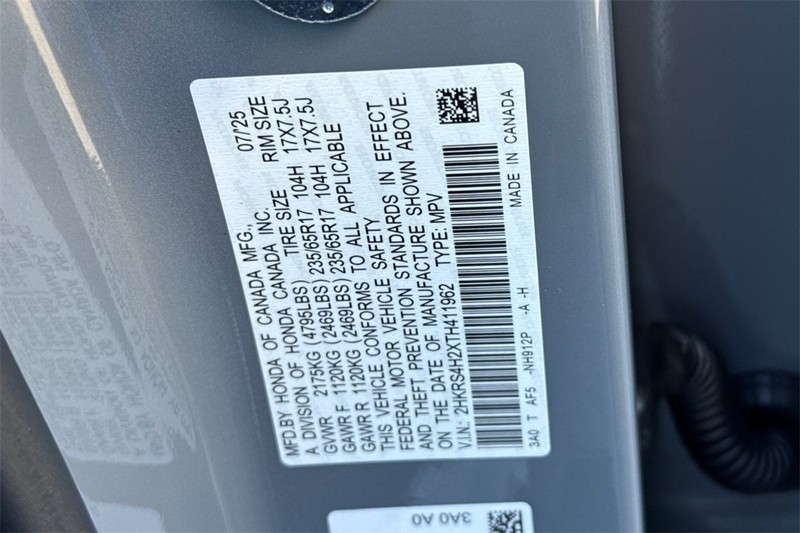 MFD.BY HONDA OF CANADA MFG., 07/25
A DIVISION OF HONDA CANADA INC. TIRE SIZE RIM SIZE
GVWR 2175KG (4795LBS) 235/65R17 104H 17X7.5J
GAWR F 1120KG (2469LBS) 235/65R17 104H 17X7.5J
GAWR R 1120KG (2469LBS)
THIS VEHICLE CONFORMS TO ALL APPLICABLE
FEDERAL MOTOR VEHICLE SAFETY
AND THEFT PREVENTION STANDARDS IN EFFECT
ON THE DATE OF MANUFACTURE SHOWN ABOVE.
V.I.N.: 2HKRS4H2XTH411962 TYPE: MPV
3A0 T AF5 -NH912P -A -H MADE IN CANADA
3A0 A0